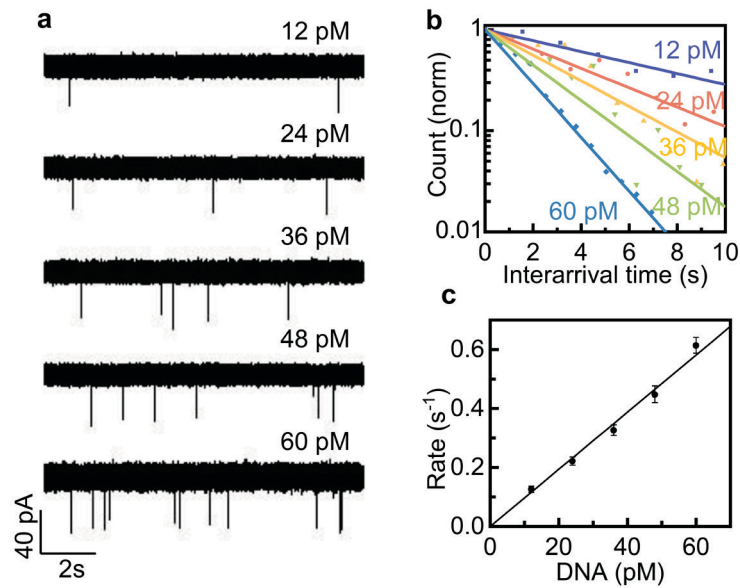 a
12 pM
24 pM
36 pM
48 pM
60 pM
40 pA
2s
b
Count (norm)
1
0.1
0.01
12 pM
24 pM
36 pM
48 pM
60 pM
0 2 4 6 8 10
Interarrival time (s)
c
Rate (s⁻¹)
0.6
0.4
0.2
0.0
0 20 40 60
DNA (pM)